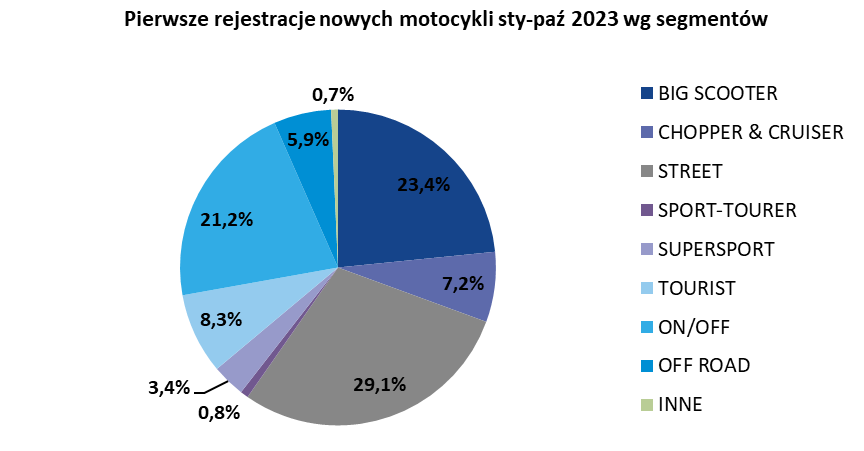 Pierwsze rejestracje nowych motocykli sty-paź 2023 wg segmentów
0,7%
5,9%
23,4%
21,2%
7,2%
8,3%
29,1%
3,4%
0,8%
BIG SCOOTER
CHOPPER & CRUISER
STREET
SPORT-TOURER
SUPERSPORT
TOURIST
ON/OFF
OFF ROAD
INNE